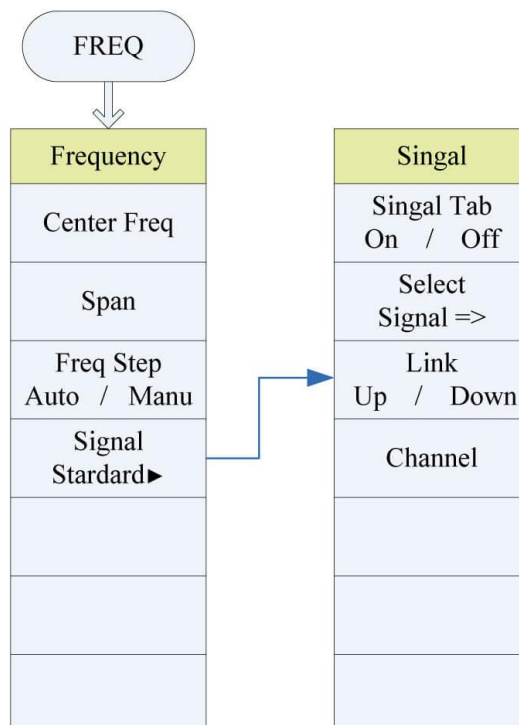 FREQ
Frequency
Center Freq
Span
Freq Step
Auto / Manu
Signal
Stardard►
Singal
Singal Tab
On / Off
Select
Signal =>
Link
Up / Down
Channel